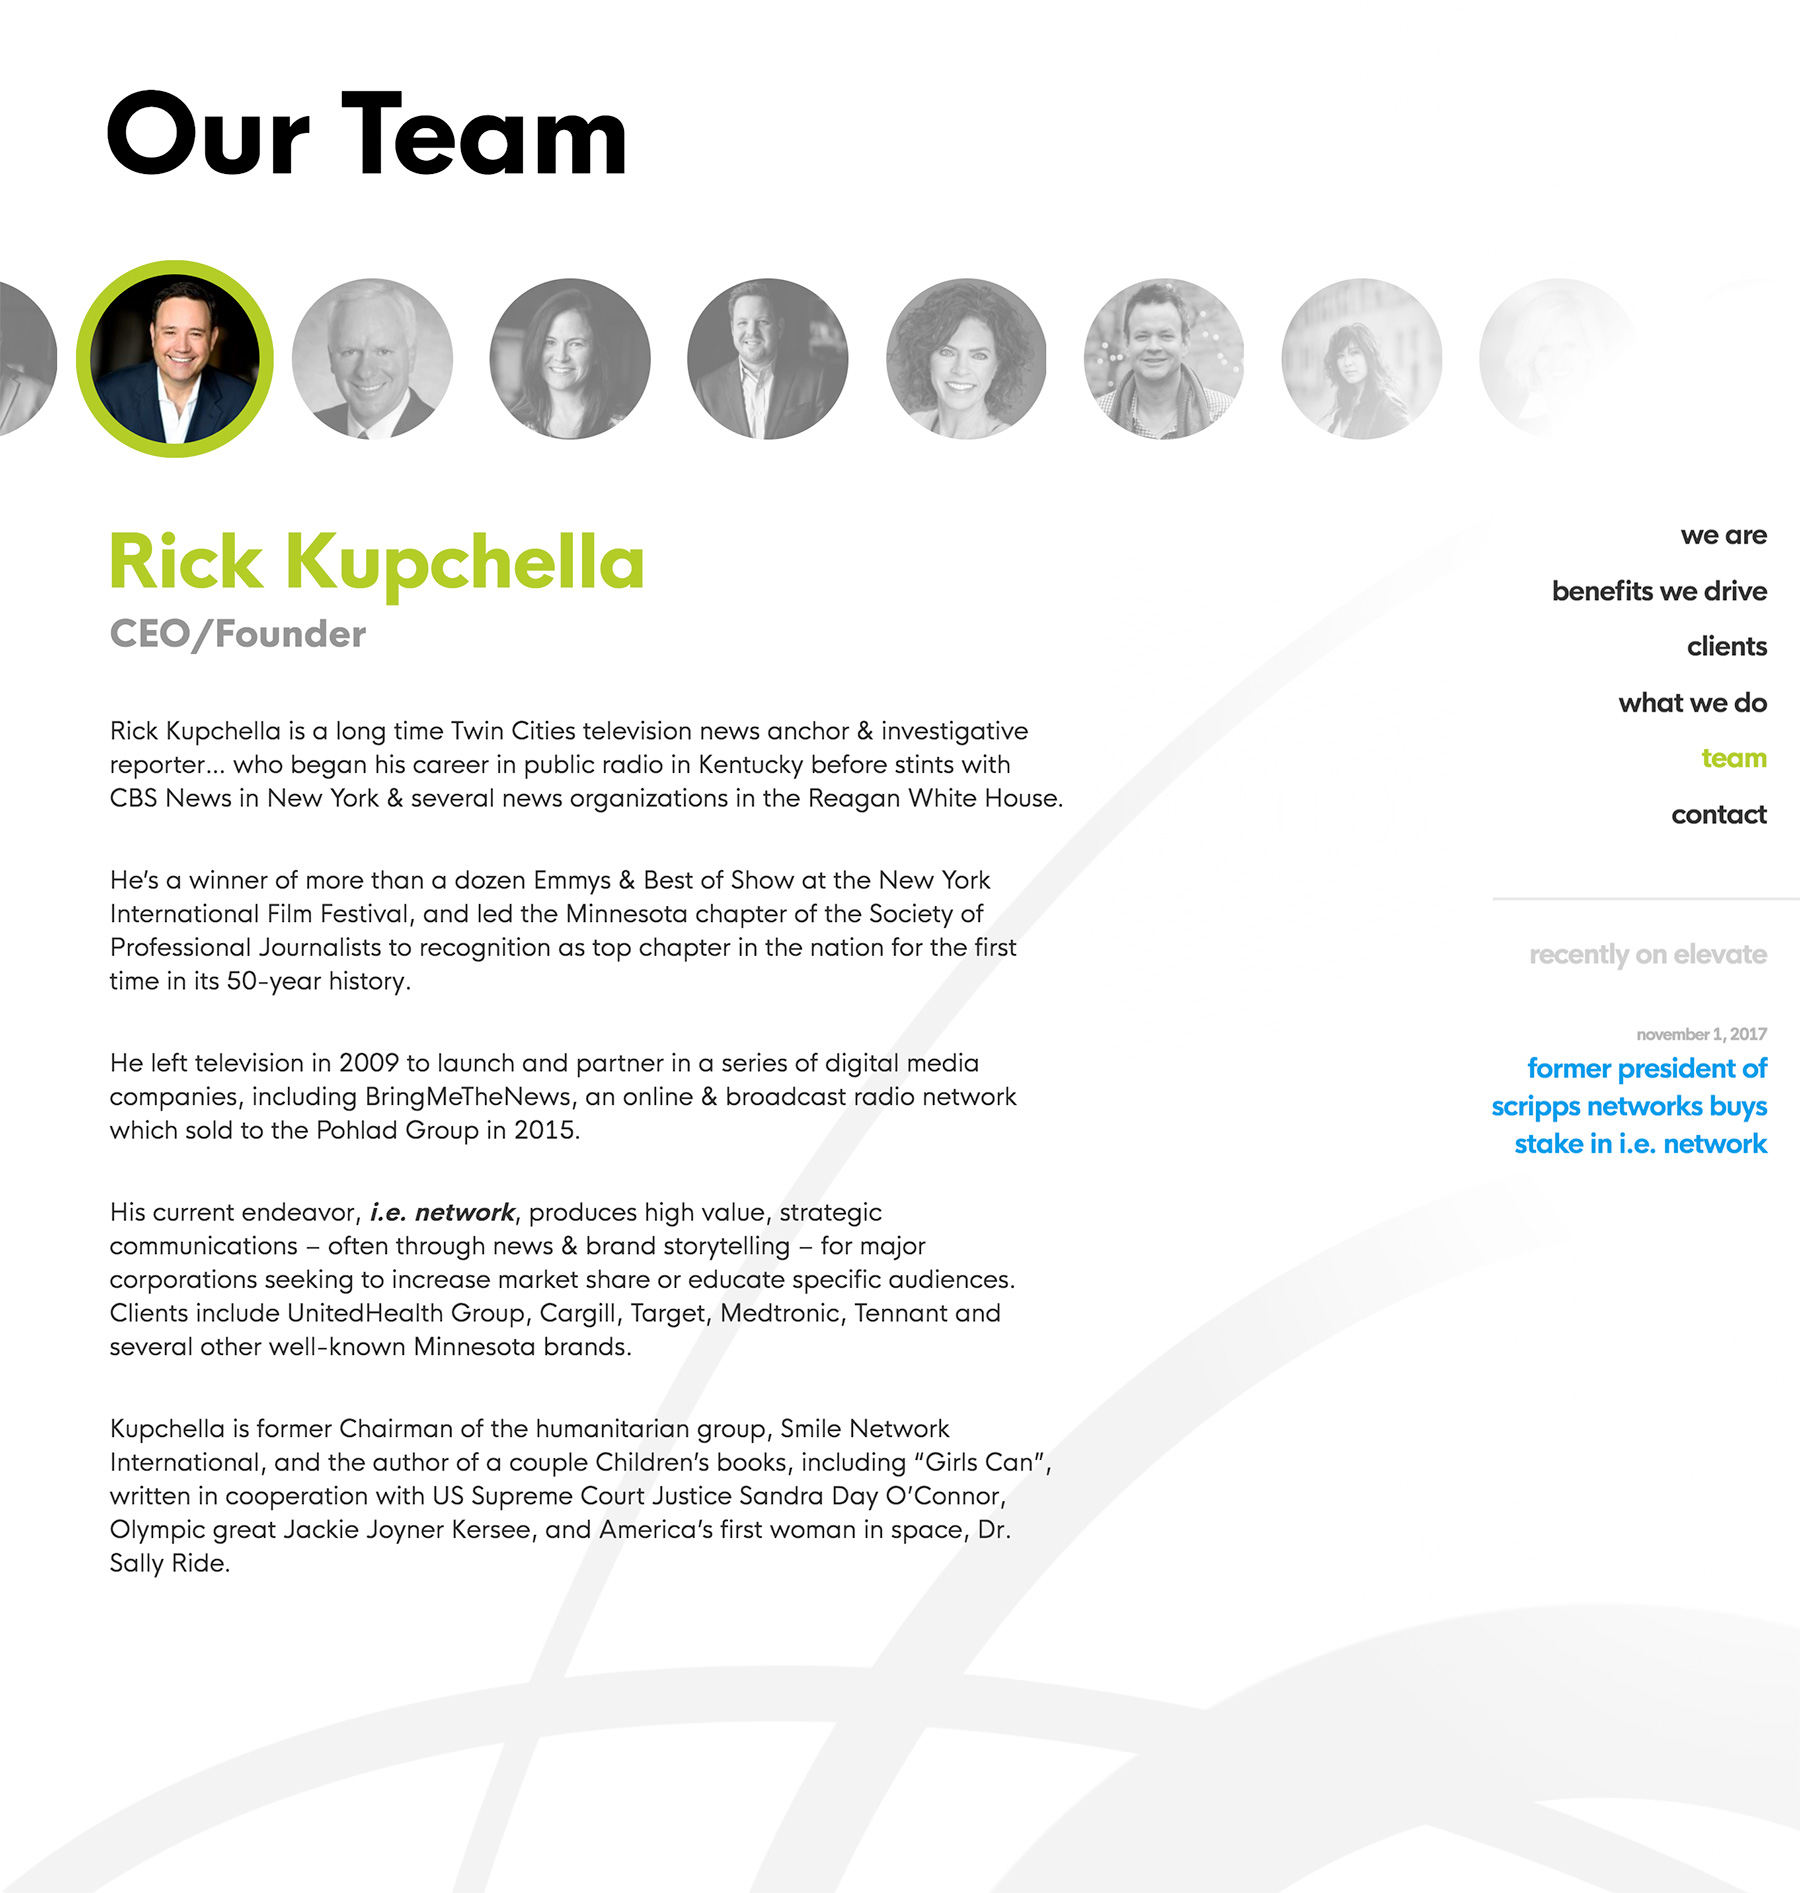 Our Team
Rick Kupchella
CEO/Founder
Rick Kupchella is a long time Twin Cities television news anchor & investigative
reporter... who began his career in public radio in Kentucky before stints with
CBS News in New York & several news organizations in the Reagan White House.
He's a winner of more than a dozen Emmys & Best of Show at the New York
International Film Festival, and led the Minnesota chapter of the Society of
Professional Journalists to recognition as top chapter in the nation for the first
time in its 50-year history.
He left television in 2009 to launch and partner in a series of digital media
companies, including BringMeTheNews, an online & broadcast radio network
which sold to the Pohlad Group in 2015.
His current endeavor, i.e. network, produces high value, strategic
communications – often through news & brand storytelling – for major
corporations seeking to increase market share or educate specific audiences.
Clients include UnitedHealth Group, Cargill, Target, Medtronic, Tennant and
several other well-known Minnesota brands.
Kupchella is former Chairman of the humanitarian group, Smile Network
International, and the author of a couple Children's books, including “Girls Can”,
written in cooperation with US Supreme Court Justice Sandra Day O'Connor,
Olympic great Jackie Joyner Kersee, and America's first woman in space, Dr.
Sally Ride.
we are
benefits we drive
clients
what we do
team
contact
recently on elevate
november 1, 2017
former president of
scripps networks buys
stake in i.e. network